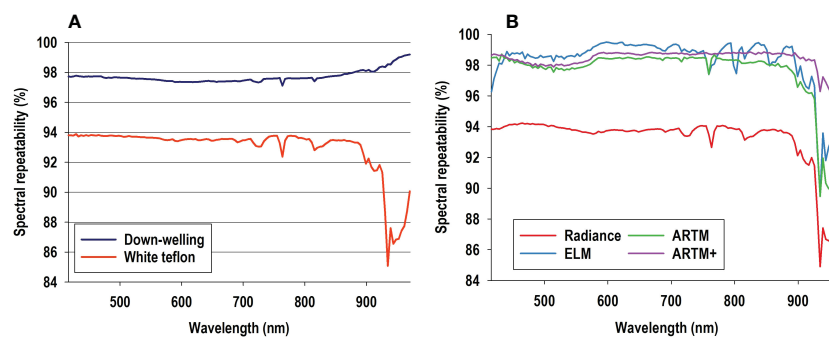 A
100
98
96
94
92
90
88
86
84
Spectral repeatability (%)
Down-welling
White teflon
500
600
700
800
900
Wavelength (nm)
B
100
98
96
94
92
90
88
86
84
Spectral repeatability (%)
Radiance
ELM
ARTM
ARTM+
500
600
700
800
900
Wavelength (nm)